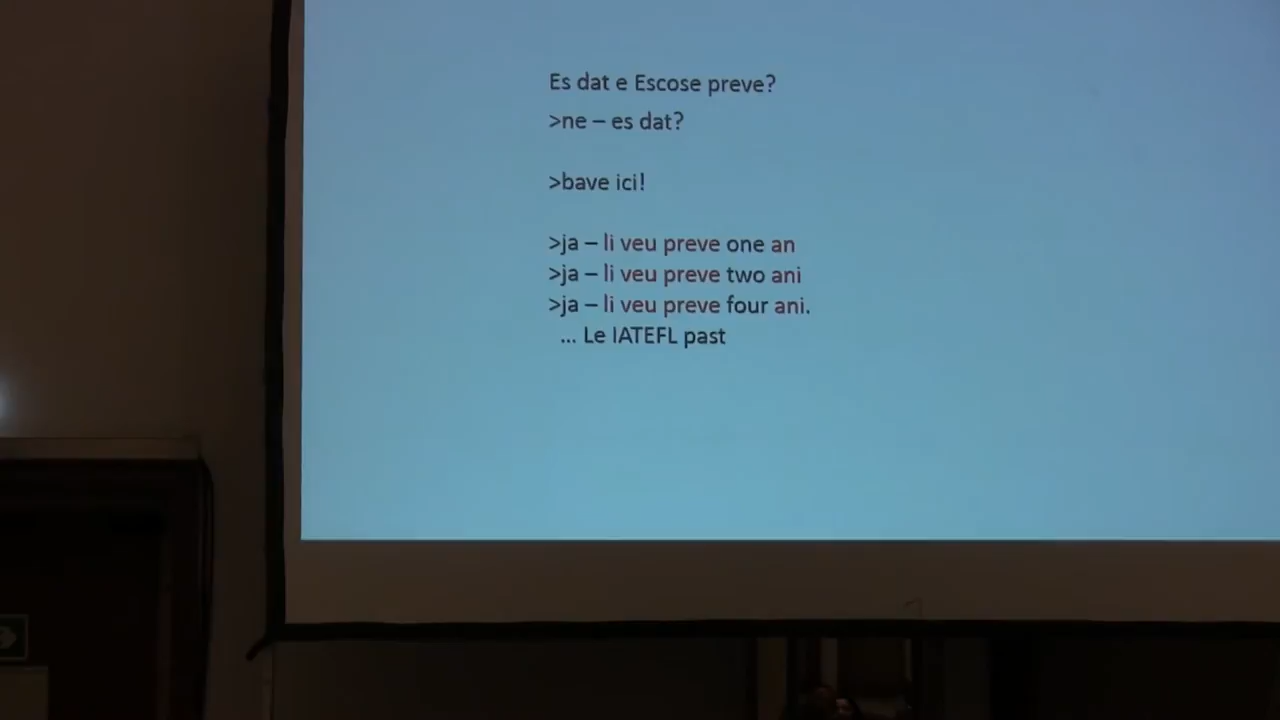 Es dat e Escose preve?
>ne – es dat?
>bave ici!
>ja – li veu preve one an
>ja – li veu preve two ani
>ja – li veu preve four ani.
... Le IATEFL past